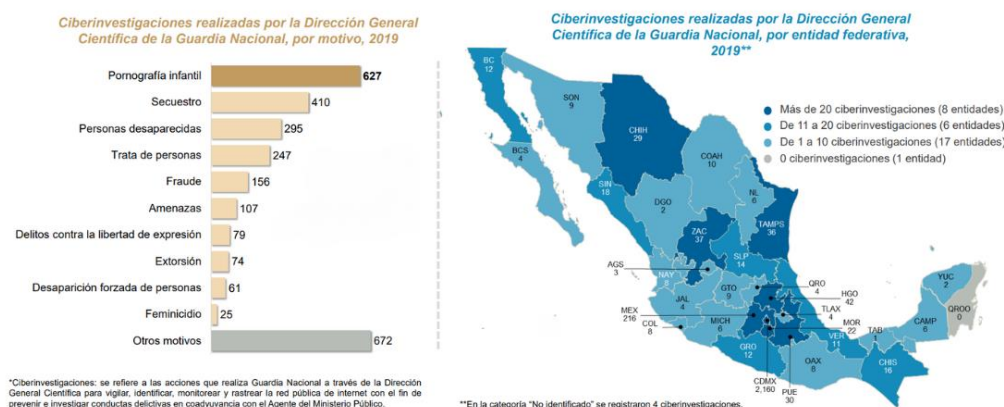 Ciberinvestigaciones realizadas por la Dirección General
Científica de la Guardia Nacional, por motivo, 2019
Pornografía infantil 627
Secuestro 410
Personas desaparecidas 295
Trata de personas 247
Fraude 156
Amenazas 107
Delitos contra la libertad de expresión 79
Extorsión 74
Desaparición forzada de personas 61
Feminicidio 25
Otros motivos 672
*Ciberinvestigaciones: se refiere a las acciones que realiza Guardia Nacional a través de la Dirección
General Científica para vigilar, identificar, monitorear y rastrear la red pública de internet con el fin de
prevenir e investigar conductas delictivas en coadyuvancia con el Agente del Ministerio Público.
Ciberinvestigaciones realizadas por la Dirección General
Científica de la Guardia Nacional, por entidad federativa,
2019**
Más de 20 ciberinvestigaciones (8 entidades)
De 11 a 20 ciberinvestigaciones (6 entidades)
De 1 a 10 ciberinvestigaciones (17 entidades)
0 ciberinvestigaciones (1 entidad)
BC
12
SON
9
CHIH
29
BCS
4
COAH
10
SIN
18
NL
6
DGO
2
TAMPS
36
ZAC
37
SLP
14
AGS
3
NAY
8
QRO
4
HGO
42
GTO
9
JAL
4
MEX
216
TLAX
4
COL
8
MICH
6
MOR
22
VER
11
GRO
12
CDMX
2,160
PUE
30
OAX
8
TAB
1
CHIS
16
CAMP
6
YUC
2
QROO
0
**En la categoría "No identificado" se registraron 4 ciberinvestigaciones.